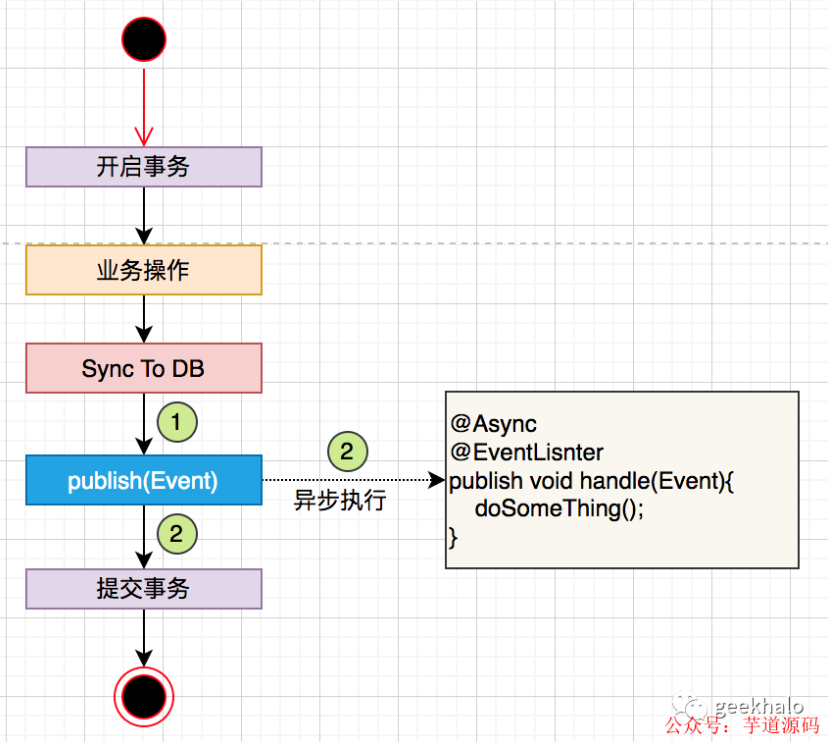 开启事务
业务操作
Sync To DB
1
publish(Event)
2
异步执行
@Async
@EventLisnter
publish void handle(Event){
doSomeThing();
}
2
提交事务
geekhalo
公众号：芋道源码